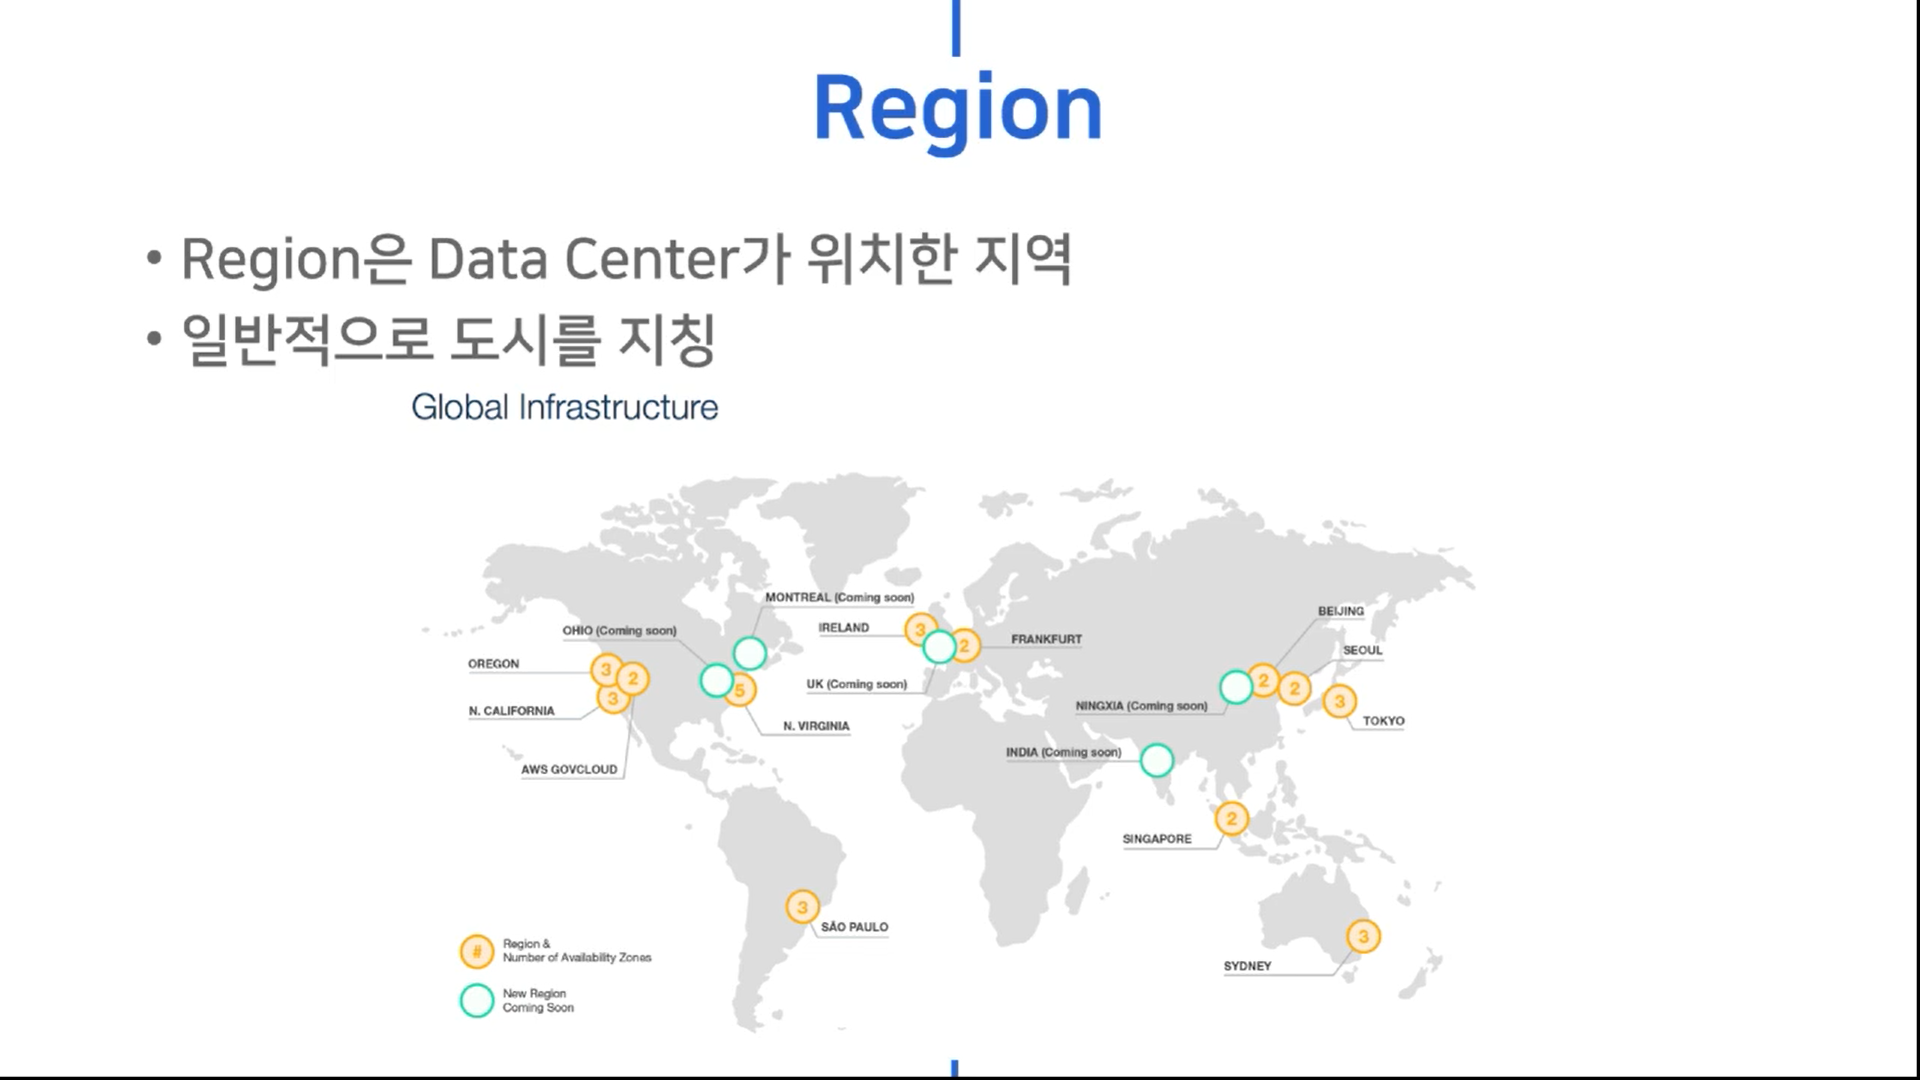 Region
• Region은 Data Center가 위치한 지역
• 일반적으로 도시를 지칭
Global Infrastructure
MONTREAL (Coming soon)
OHIO (Coming soon)
IRELAND
3
2
FRANKFURT
BEIJING
SEOUL
OREGON
3
2
3
5
UK (Coming soon)
2
2
3
N. CALIFORNIA
N. VIRGINIA
NINGXIA (Coming soon)
TOKYO
AWS GOVCLOUD
INDIA (Coming soon)
2
SINGAPORE
3
SÃO PAULO
3
SYDNEY
#
Region &
Number of Availability Zones
New Region
Coming Soon